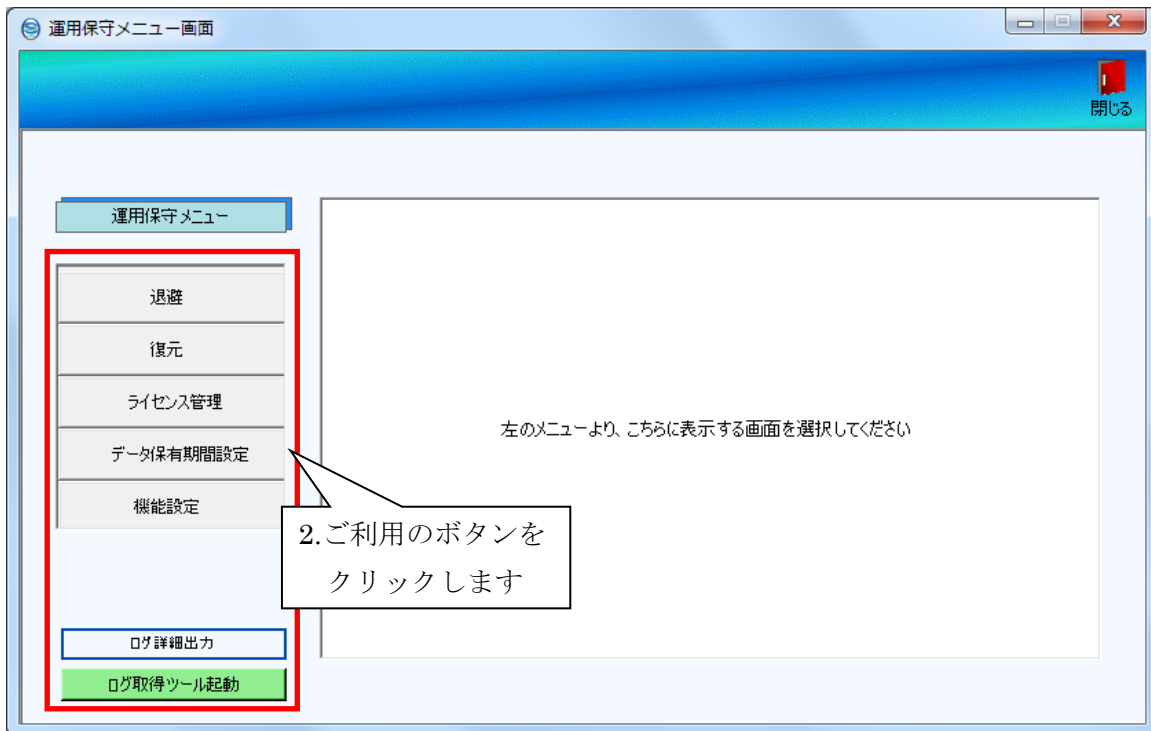 運用保守メニュー画面
閉じる
運用保守メニュー
退避
復元
ライセンス管理
データ保有期間設定
機能設定
左のメニューより、こちらに表示する画面を選択してください
2.ご利用のボタンを
クリックします
ログ詳細出力
ログ取得ツール起動